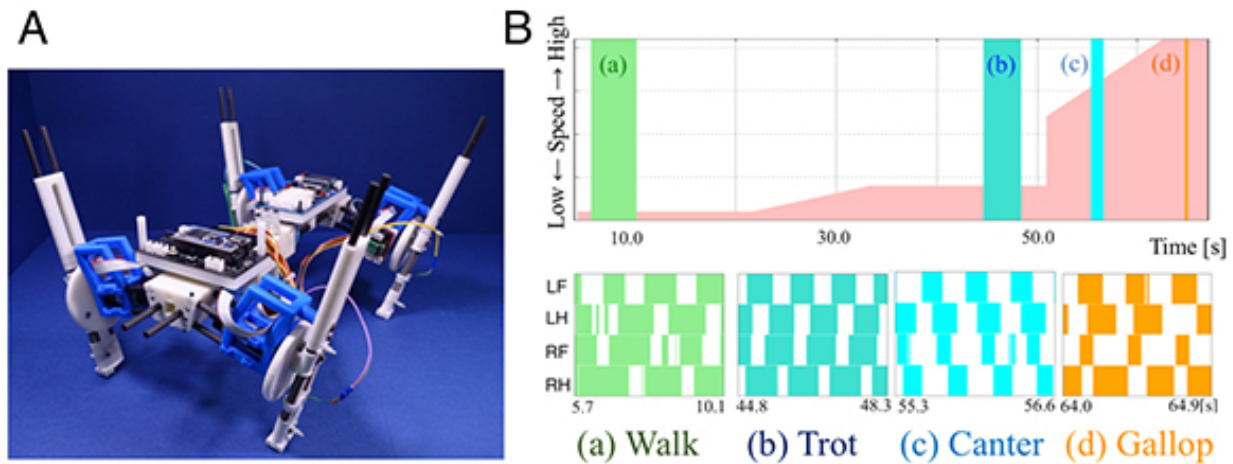 A
B
Low ← Speed → High
(a)
(b)
(c)
(d)
10.0
30.0
50.0
Time [s]
LF
LH
RF
RH
5.7 10.1
44.8 48.3
55.3 56.6
64.0 64.9[s]
(a) Walk
(b) Trot
(c) Canter
(d) Gallop